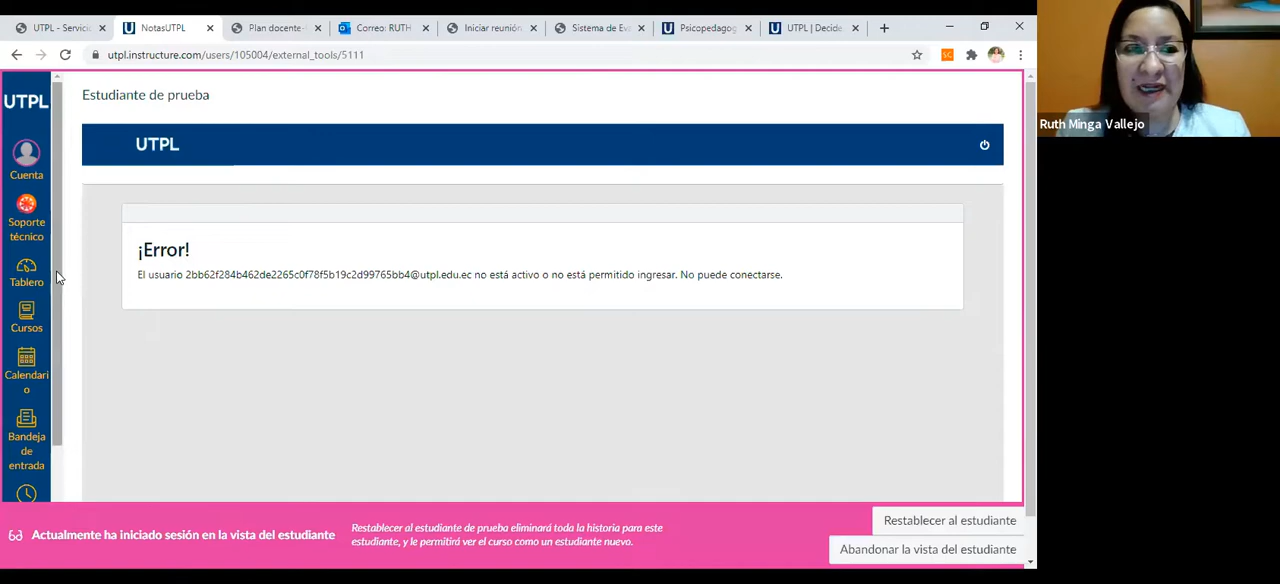 UTPL - Servicio
NotasUTPL
Plan docente-
Correo: RUTH
Iniciar reunión
Sistema de Eva
Psicopedagog
UTPL | Decide
utpl.instructure.com/users/105004/external_tools/5111
Ruth Minga Vallejo
UTPL
Cuenta
Soporte
técnico
Tablero
Cursos
Calendari
o
Bandeja
de
entrada
Estudiante de prueba
UTPL
¡Error!
El usuario 2bb62f284b462de2265c0f78f5b19c2d99765bb4@utpl.edu.ec no está activo o no está permitido ingresar. No puede conectarse.
Actualmente ha iniciado sesión en la vista del estudiante
Restablecer al estudiante de prueba eliminará toda la historia para este
estudiante, y le permitirá ver el curso como un estudiante nuevo.
Restablecer al estudiante
Abandonar la vista del estudiante